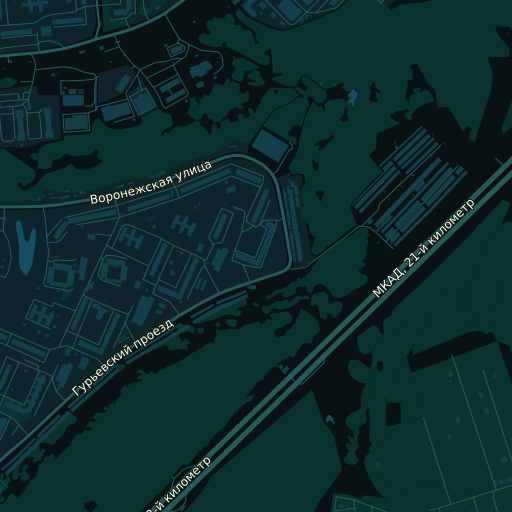 Воронежская улица
МКАД, 21-й километр
Гурьевский проезд
-й километр